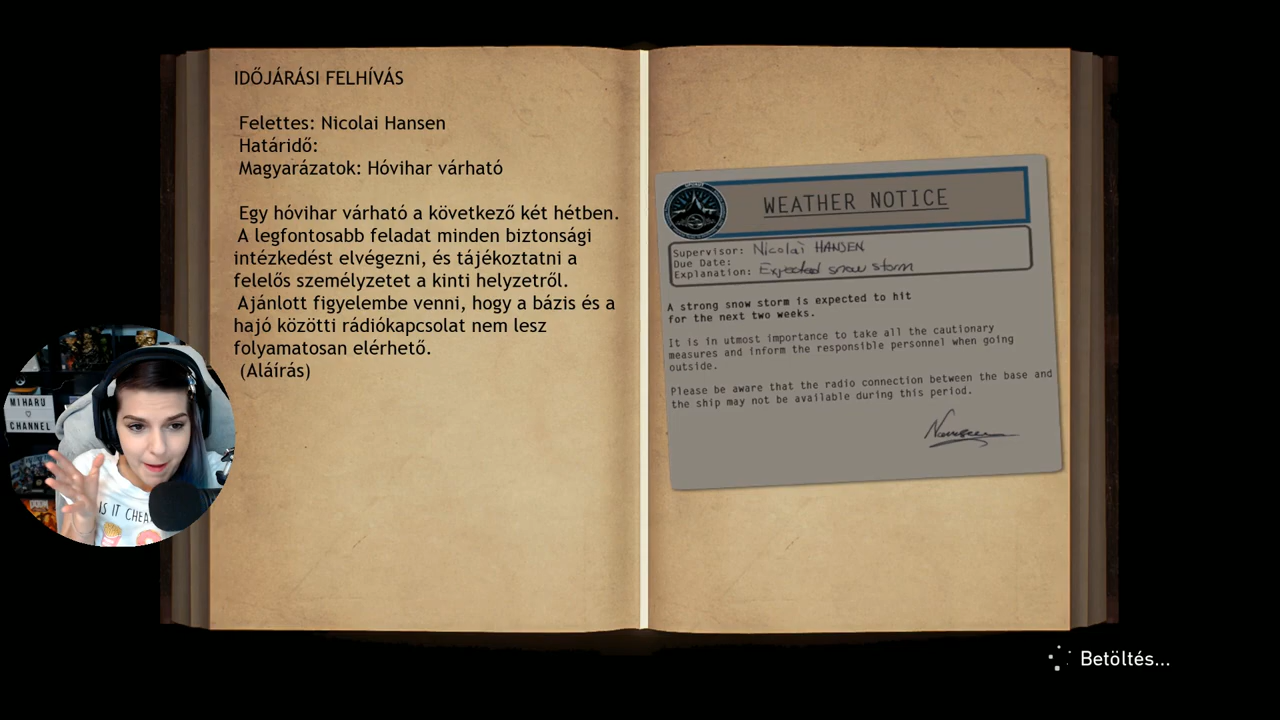 IDŐJÁRÁSI FELHÍVÁS
Felettes: Nicolai Hansen
Határidő:
Magyarázatok: Hóvihar várható
Egy hóvihar várható a következő két hétben.
A legfontosabb feladat minden biztonsági
intézkedést elvégezni, és tájékoztatni a
felelős személyzetet a kinti helyzetről.
Ajánlott figyelembe venni, hogy a bázis és a
hajó közötti rádiókapcsolat nem lesz
folyamatosan elérhető.
(Aláírás)
WEATHER NOTICE
Supervisor: Nicolaï HANSEN
Due Date:
Explanation: Expected snow storm
A strong snow storm is expected to hit
for the next two weeks.
It is in utmost importance to take all the cautionary
measures and inform the responsible personnel when going
outside.
Please be aware that the radio connection between the base and
the ship may not be available during this period.
MIHARU
CHANNEL
IS IT CHEA
DOOM
Betöltés...